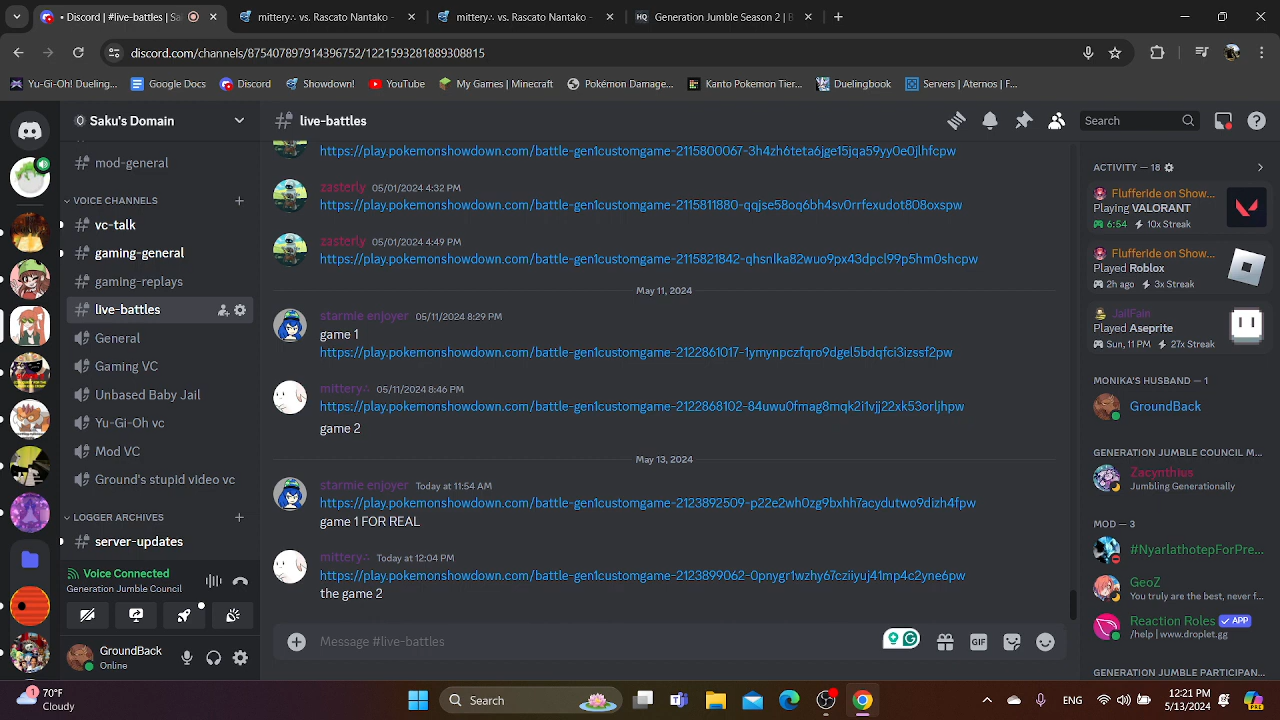 Discord | #live-battles | Sa
mittery∴ vs. Rascato Nantako -
mittery∴ vs. Rascato Nantako -
HQ Generation Jumble Season 2 | B
discord.com/channels/875407897914396752/1221593281889308815
Yu-Gi-Oh! Dueling...
Google Docs
Discord
Showdown!
YouTube
My Games | Minecraft
Pokémon Damage...
Kanto Pokemon Tier...
Duelingbook
Servers | Aternos | F...
Saku's Domain
live-battles
Search
mod-general
VOICE CHANNELS
vc-talk
gaming-general
gaming-replays
live-battles
General
Gaming VC
Unbased Baby Jail
Yu-Gi-Oh vc
Mod VC
Ground's stupId vIdeo vc
LOGGER ARCHIVES
server-updates
Voice Connected
Generation Jumble Council
GroundBack
Online
https://play.pokemonshowdown.com/battle-gen1customgame-2115800067-3h4zh6teta6jge15jqa59yy0e0jlhfcpw
zasterly 05/01/2024 4:32 PM
https://play.pokemonshowdown.com/battle-gen1customgame-2115811880-qqjse58oq6bh4sv0rrfexudot808oxspw
zasterly 05/01/2024 4:49 PM
https://play.pokemonshowdown.com/battle-gen1customgame-2115821842-qhsnlka82wuo9px43dpcl99p5hm0shcpw
May 11, 2024
starmie enjoyer 05/11/2024 8:29 PM
game 1
https://play.pokemonshowdown.com/battle-gen1customgame-2122861017-1ymynpczfqro9dgel5bdqfci3izssf2pw
mittery∴ 05/11/2024 8:46 PM
https://play.pokemonshowdown.com/battle-gen1customgame-2122868102-84uwu0fmag8mqk2i1vjj22xk53orljhpw
game 2
May 13, 2024
starmie enjoyer Today at 11:54 AM
https://play.pokemonshowdown.com/battle-gen1customgame-2123892509-p22e2wh0zg9bxhh7acydutwo9dizh4fpw
game 1 FOR REAL
mittery∴ Today at 12:04 PM
https://play.pokemonshowdown.com/battle-gen1customgame-2123899062-0pnygr1wzhy67cziiyuj41mp4c2yne6pw
the game 2
Message #live-battles
GIF
ACTIVITY — 18
Flufferide on Show...
Playing VALORANT
6:54 10x Streak
Flufferide on Show...
Played Roblox
2h ago 3x Streak
JailFain
Played Aseprite
Sun, 11 PM 27x Streak
MONIKA'S HUSBAND — 1
GroundBack
GENERATION JUMBLE COUNCIL M
Zacynthius
Jumbling Generationally
MOD — 3
#NyarlathotepForPre...
GeoZ
You truly are the best, never f...
Reaction Roles APP
/help | www.droplet.gg
GENERATION JUMBLE PARTICIPAN
1
70°F
Cloudy
Search
ENG
12:21 PM
5/13/2024
PRE